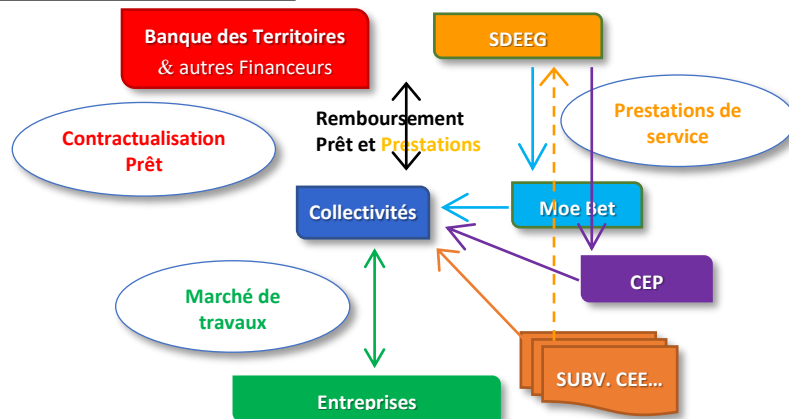 Banque des Territoires
& autres Financeurs
SDEEG
Contractualisation
Prêt
Remboursement
Prêt et Prestations
Prestations de
service
Collectivités
Moe Bet
CEP
Marché de
travaux
SUBV. CEE...
Entreprises